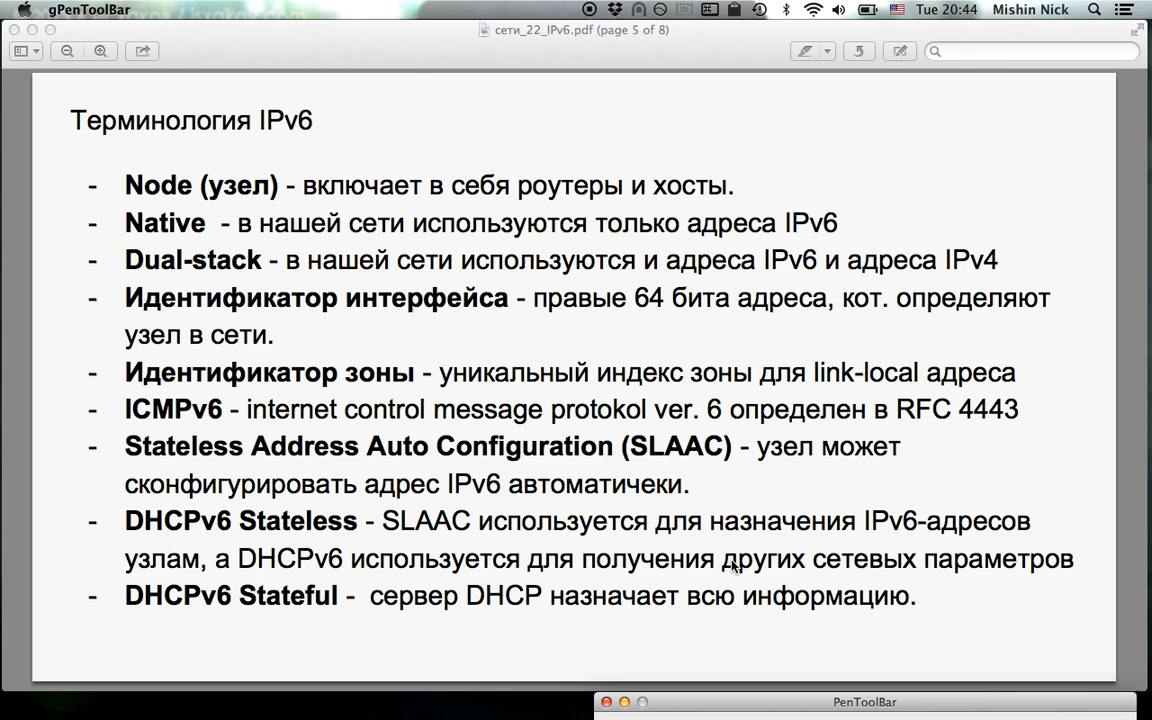 gPenToolBar
Tue 20:44 Mishin Nick
сети_22_IPv6.pdf (page 5 of 8)
Терминология IPv6
- Node (узел) - включает в себя роутеры и хосты.
- Native - в нашей сети используются только адреса IPv6
- Dual-stack - в нашей сети используются и адреса IPv6 и адреса IPv4
- Идентификатор интерфейса - правые 64 бита адреса, кот. определяют
узел в сети.
- Идентификатор зоны - уникальный индекс зоны для link-local адреса
- ICMPv6 - internet control message protokol ver. 6 определен в RFC 4443
- Stateless Address Auto Configuration (SLAAC) - узел может
сконфигурировать адрес IPv6 автоматичеки.
- DHCPv6 Stateless - SLAAC используется для назначения IPv6-адресов
узлам, а DHCPv6 используется для получения других сетевых параметров
- DHCPv6 Stateful - сервер DHCP назначает всю информацию.
PenToolBar